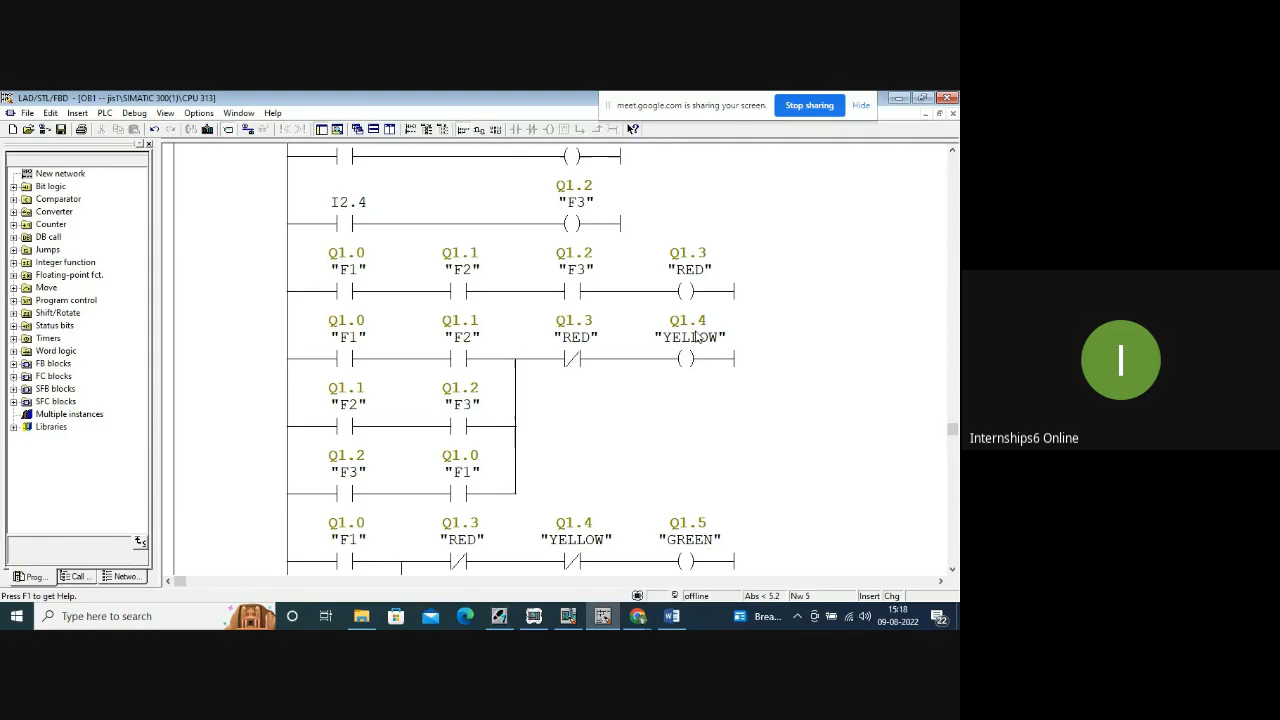 LAD/STL/FBD - [OB1 -- jis1\SIMATIC 300(1)\CPU 313]
meet.google.com is sharing your screen.
Stop sharing
Hide
File Edit Insert PLC Debug View Options Window Help
New network
Bit logic
Comparator
Converter
Counter
DB call
Jumps
Integer function
Floating-point fct.
Move
Program control
Shift/Rotate
Status bits
Timers
Word logic
FB blocks
FC blocks
SFB blocks
SFC blocks
Multiple instances
Libraries
Prog... Call ... Netwo...
Q1.2
I2.4 "F3"
Q1.0 Q1.1 Q1.2 Q1.3
"F1" "F2" "F3" "RED"
Q1.0 Q1.1 Q1.3 Q1.4
"F1" "F2" "RED" "YELLOW"
Q1.1 Q1.2
"F2" "F3"
Q1.2 Q1.0
"F3" "F1"
Q1.0 Q1.3 Q1.4 Q1.5
"F1" "RED" "YELLOW" "GREEN"
Press F1 to get Help.
offline Abs < 5.2 Nw 5 Insert Chg
Type here to search
Brea...
15:18
09-08-2022
22
I
Internships6 Online